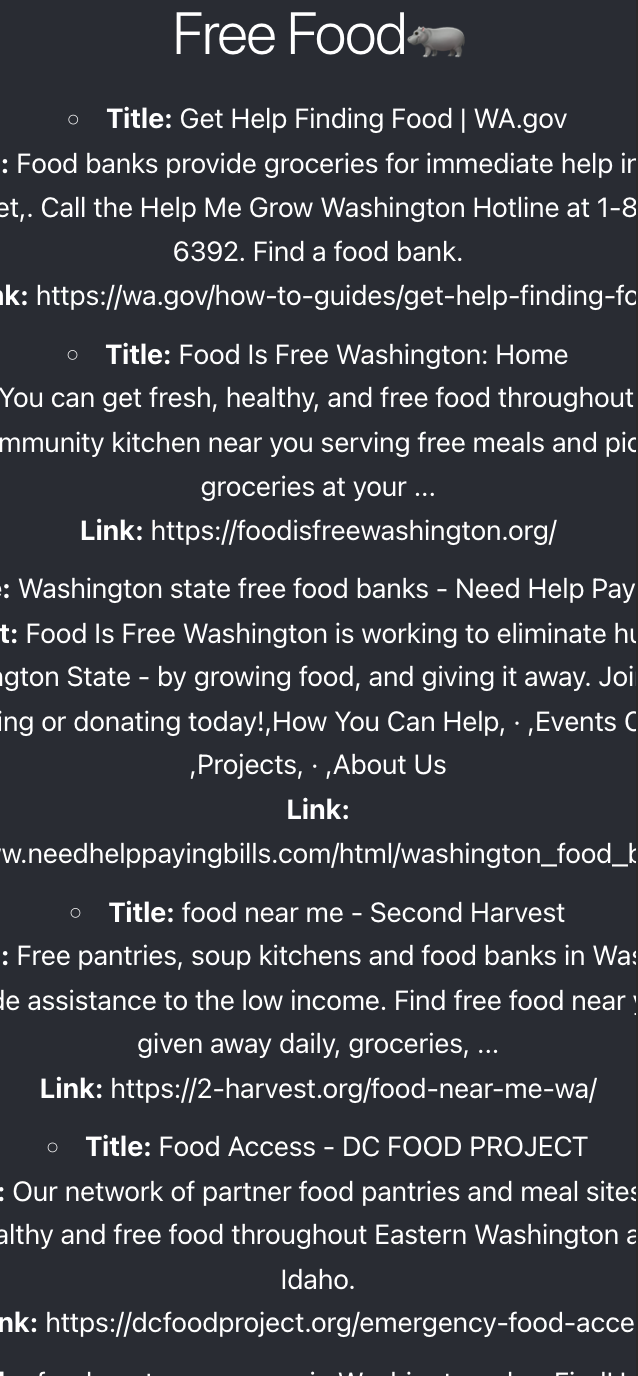 Free Food🦛
Title: Get Help Finding Food | WA.gov
: Food banks provide groceries for immediate help in
et,. Call the Help Me Grow Washington Hotline at 1-8
6392. Find a food bank.
nk: https://wa.gov/how-to-guides/get-help-finding-fo
Title: Food Is Free Washington: Home
You can get fresh, healthy, and free food throughout
mmunity kitchen near you serving free meals and pic
groceries at your ...
Link: https://foodisfreewashington.org/
e: Washington state free food banks - Need Help Pay
t: Food Is Free Washington is working to eliminate hu
ngton State - by growing food, and giving it away. Joi
ing or donating today!,How You Can Help, · ,Events C
,Projects, · ,About Us
Link:
w.needhelppayingbills.com/html/washington_food_b
Title: food near me - Second Harvest
: Free pantries, soup kitchens and food banks in Was
de assistance to the low income. Find free food near y
given away daily, groceries, ...
Link: https://2-harvest.org/food-near-me-wa/
Title: Food Access - DC FOOD PROJECT
: Our network of partner food pantries and meal sites
althy and free food throughout Eastern Washington a
Idaho.
nk: https://dcfoodproject.org/emergency-food-acce